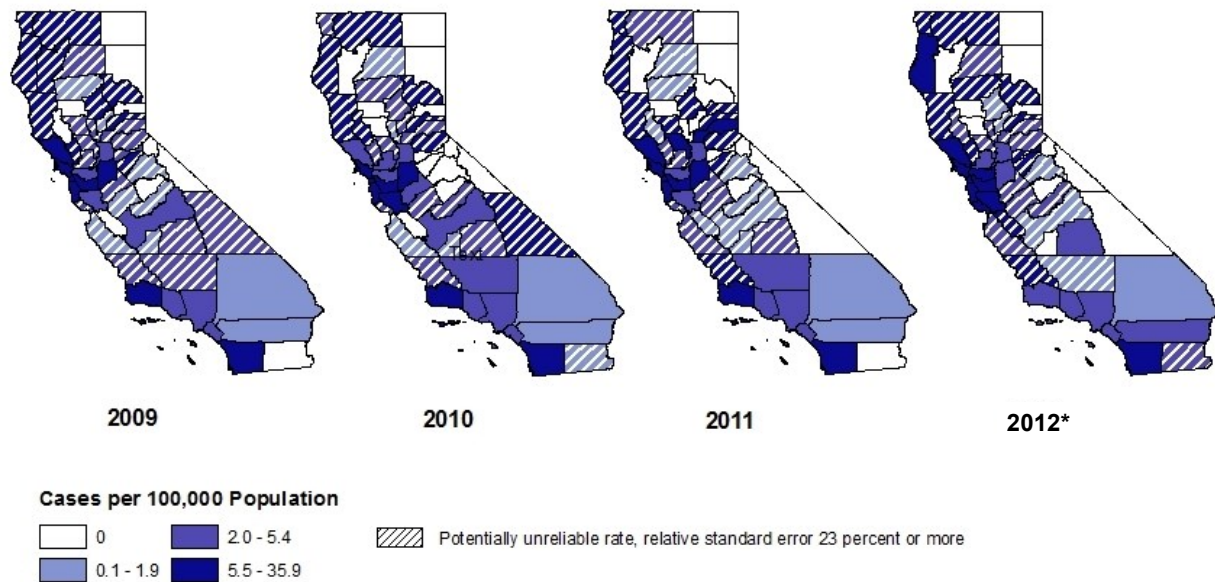 Text
2009 2010 2011 2012*
Cases per 100,000 Population
0 2.0 - 5.4 Potentially unreliable rate, relative standard error 23 percent or more
0.1 - 1.9 5.5 - 35.9